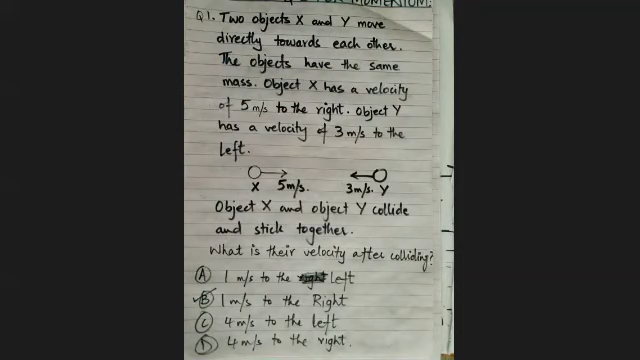 FOR MOMENTUM:
Q1. Two objects X and Y move
directly towards each other.
The objects have the same
mass. Object X has a velocity
of 5 m/s to the right. Object Y
has a velocity of 3 m/s to the
left.
5m/s. 3m/s.
X Y
Object X and object Y collide
and stick together.
What is their velocity after colliding?
A 1 m/s to the left
B 1 m/s to the Right
C 4 m/s to the left
D 4 m/s to the right.